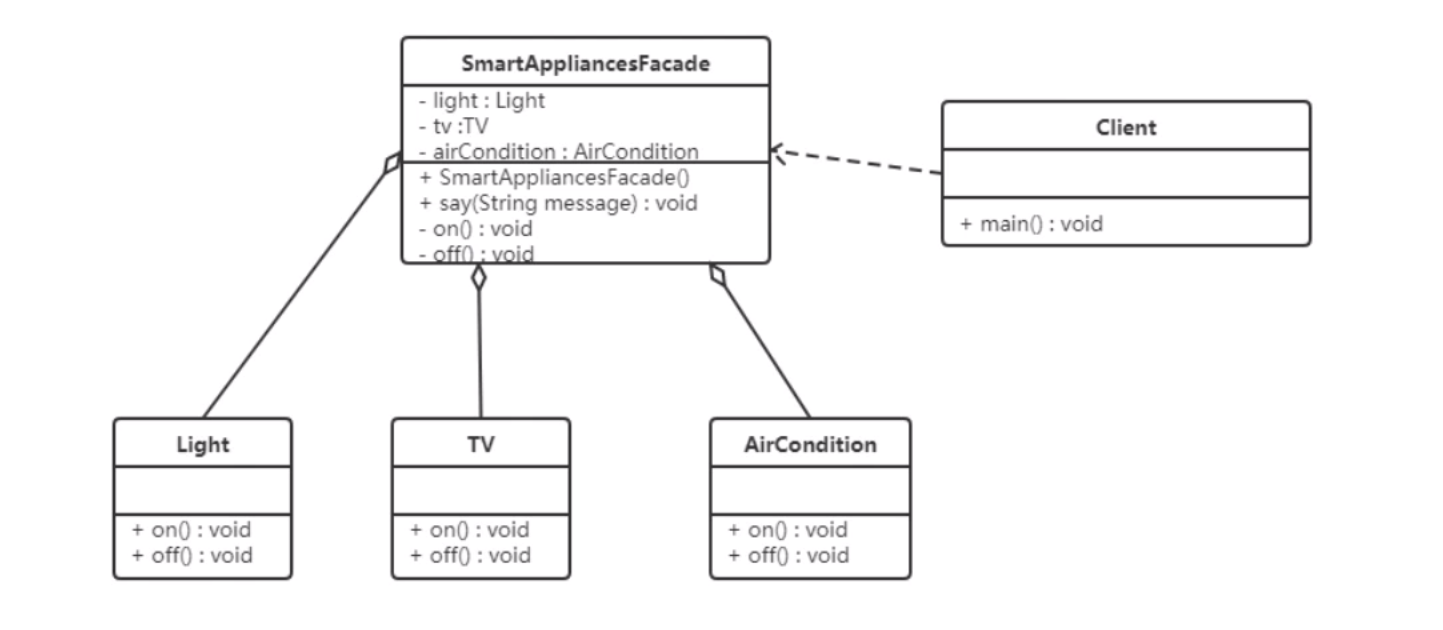 SmartAppliancesFacade
- light : Light
- tv :TV
- airCondition : AirCondition
+ SmartAppliancesFacade()
+ say(String message) : void
- on() : void
- off() : void
Client
+ main() : void
Light
+ on() : void
+ off() : void
TV
+ on() : void
+ off() : void
AirCondition
+ on() : void
+ off() : void